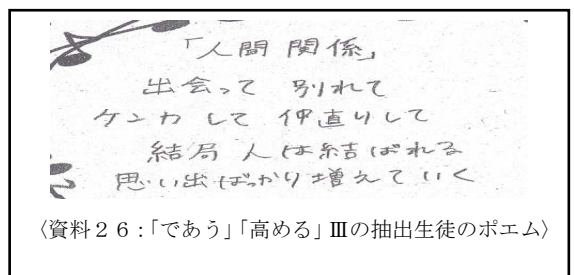 「人間関係」
出会って 別れて
ケンカして 仲直りして
結局 人は結ばれる
思い出ばっかり増えていく
〈資料26：「であう」「高める」Ⅲの抽出生徒のポエム〉